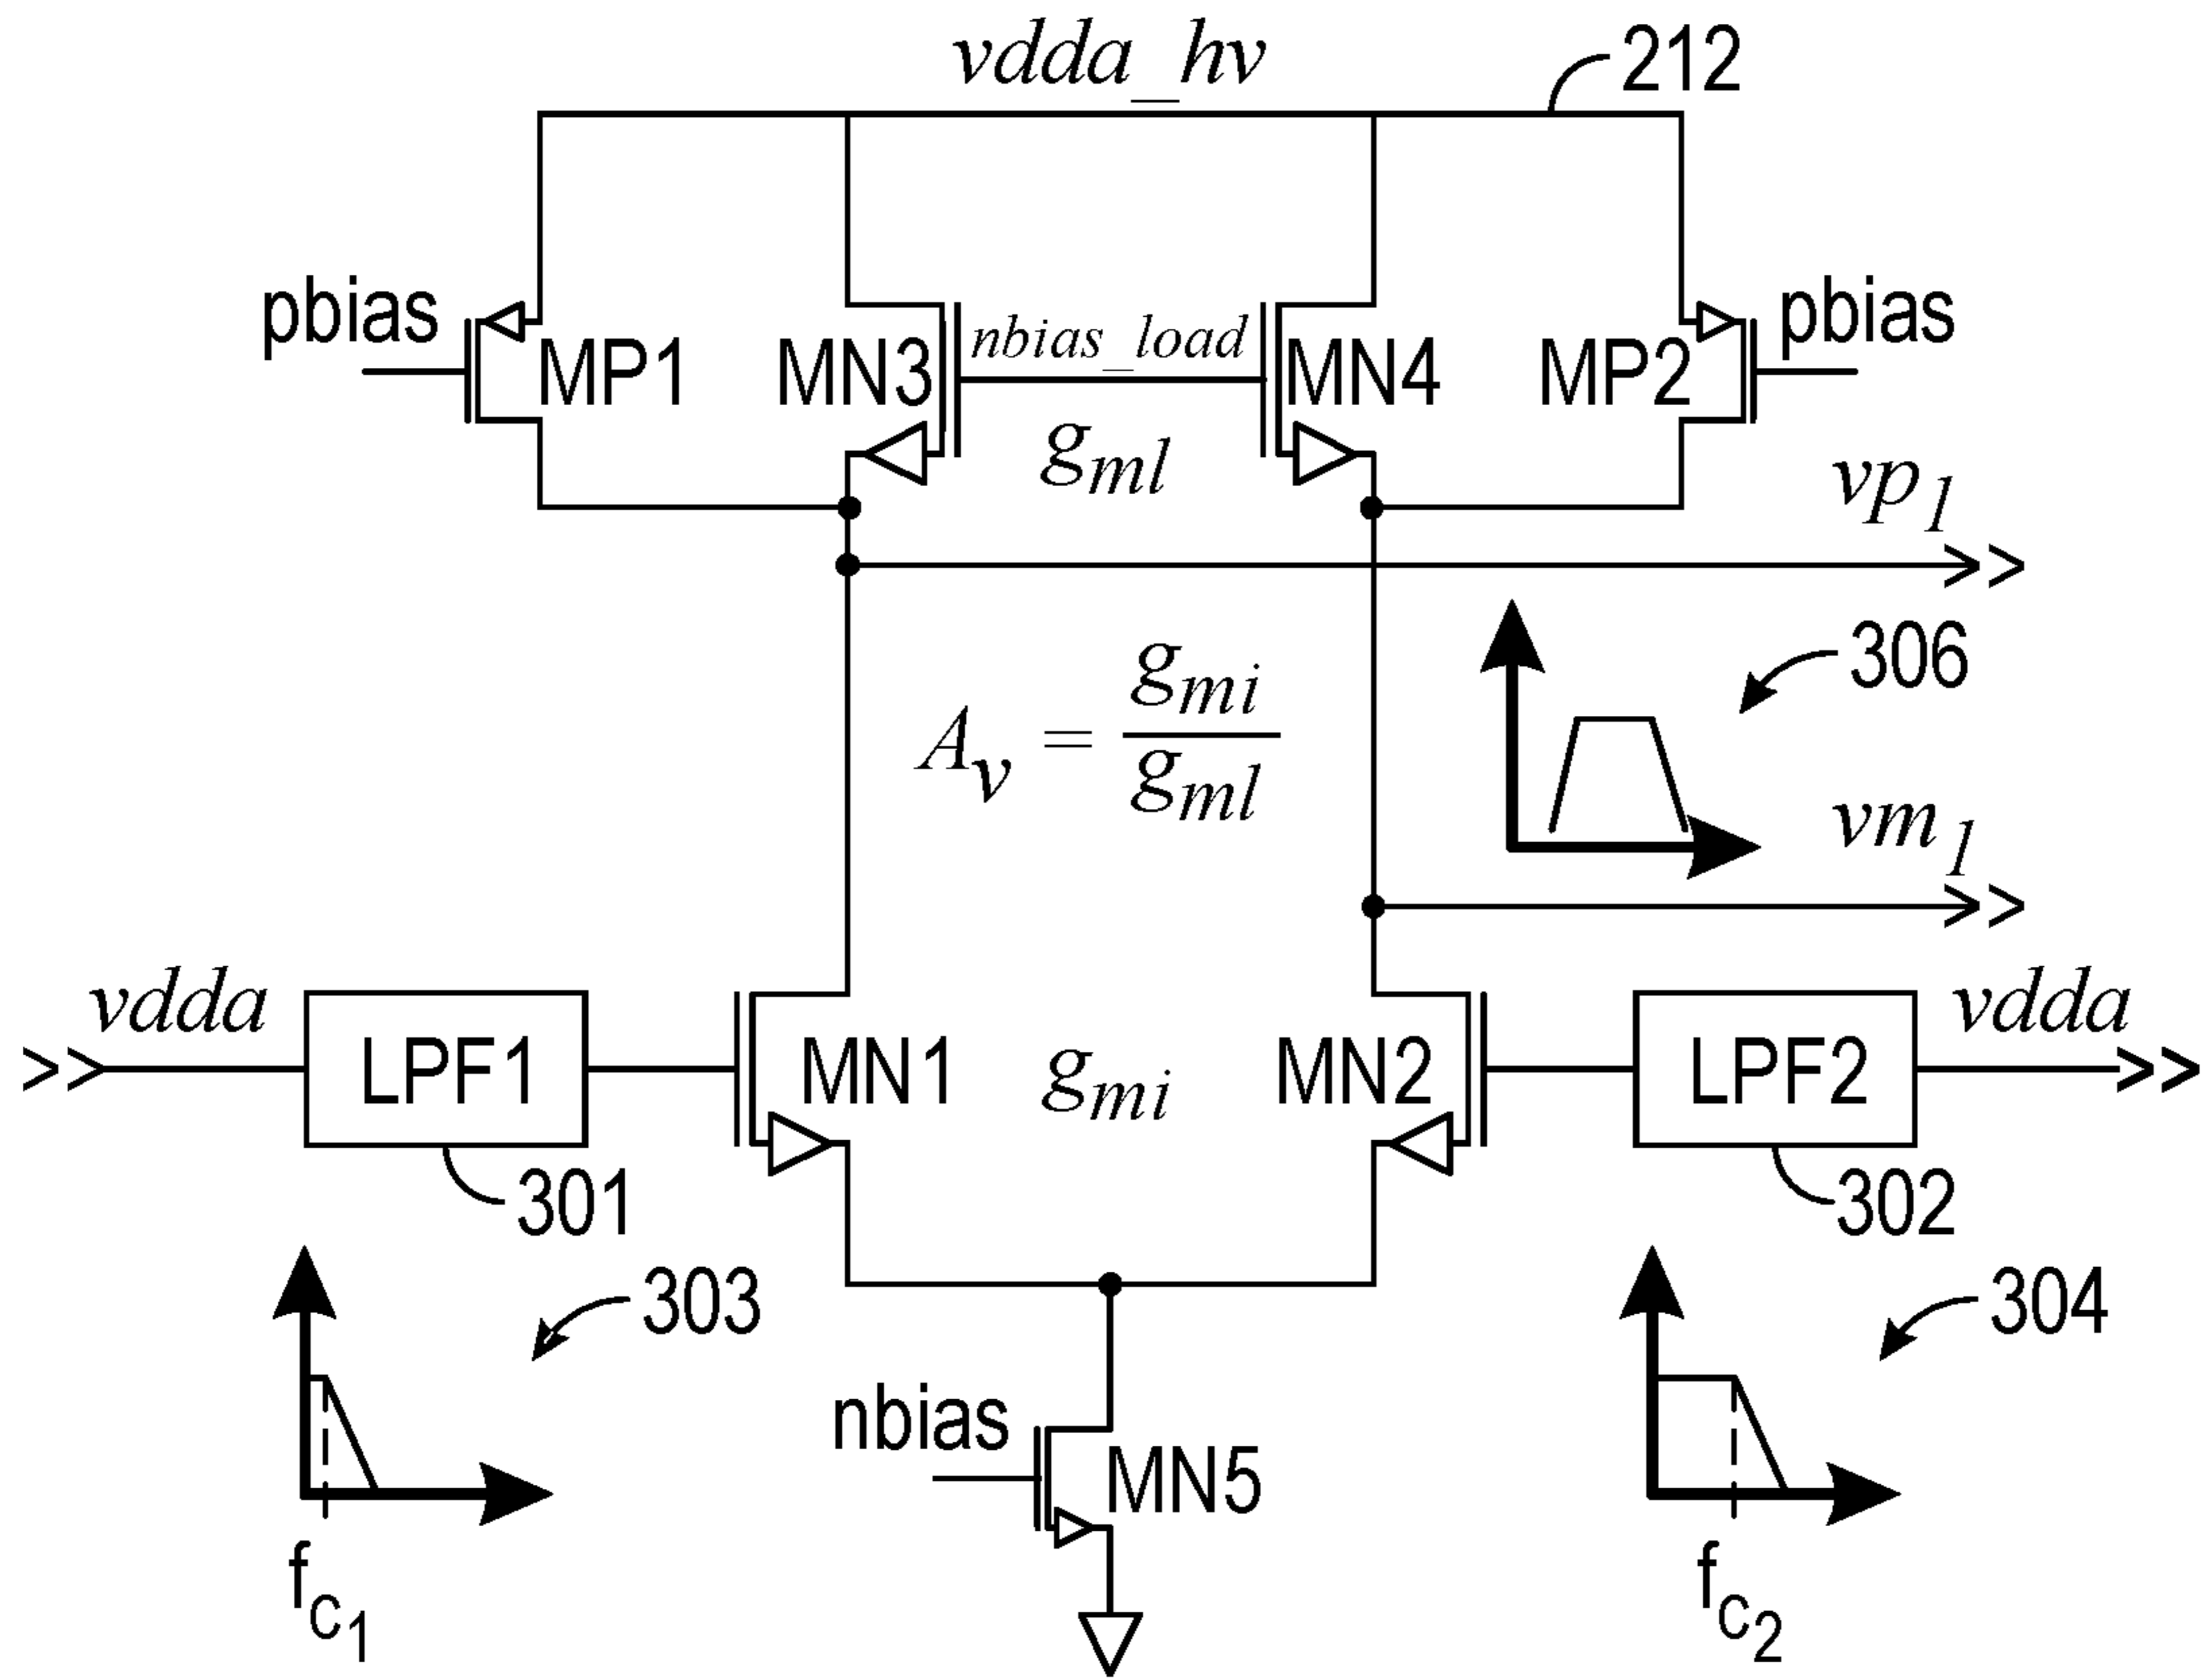 vdda_hv
212
pbias
MP1
MN3
nbias_load
MN4
MP2
pbias
gml
vp1
306
Av = gmi
gml
vm1
vdda
LPF1
MN1
gmi
MN2
LPF2
vdda
301
302
303
304
nbias
MN5
fc1
fc2